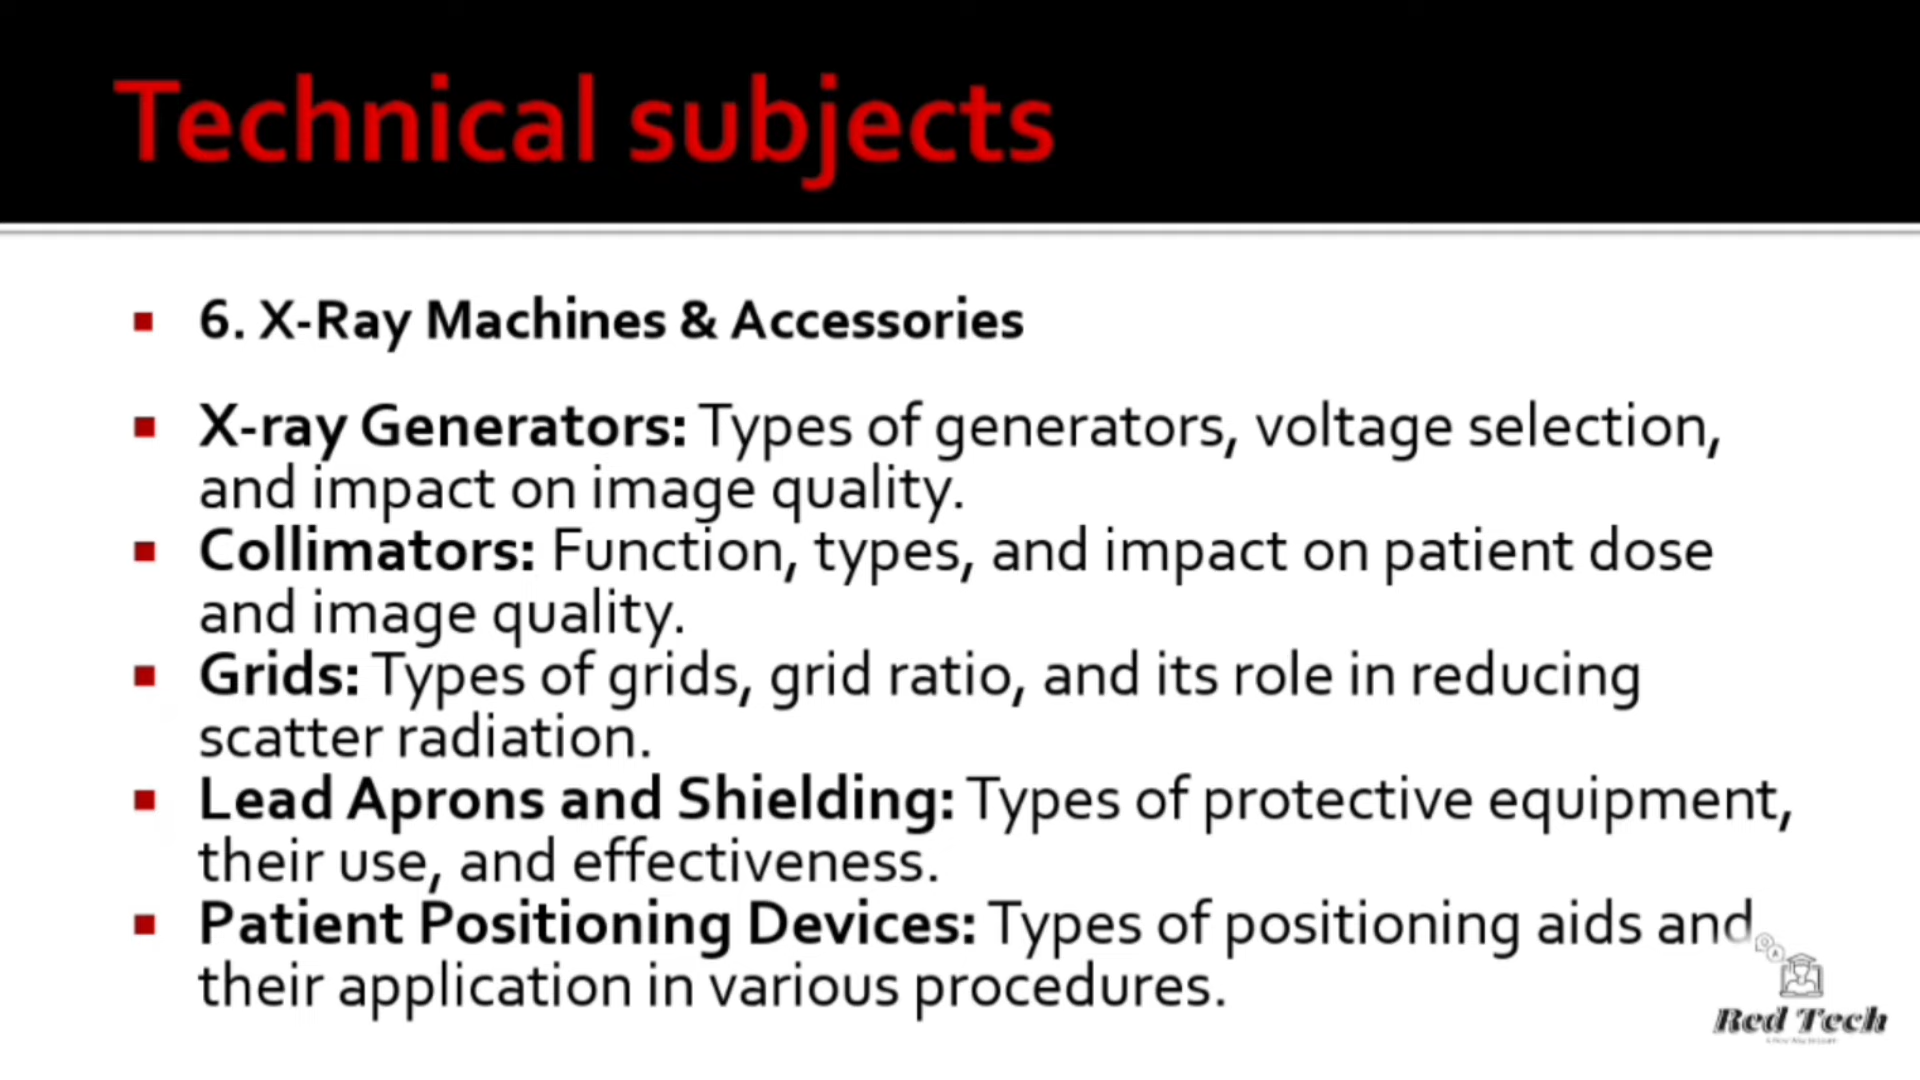 Technical subjects
6. X-Ray Machines & Accessories
X-ray Generators: Types of generators, voltage selection,
and impact on image quality.
Collimators: Function, types, and impact on patient dose
and image quality.
Grids: Types of grids, grid ratio, and its role in reducing
scatter radiation.
Lead Aprons and Shielding: Types of protective equipment,
their use, and effectiveness.
Patient Positioning Devices: Types of positioning aids and
their application in various procedures.
Red Tech